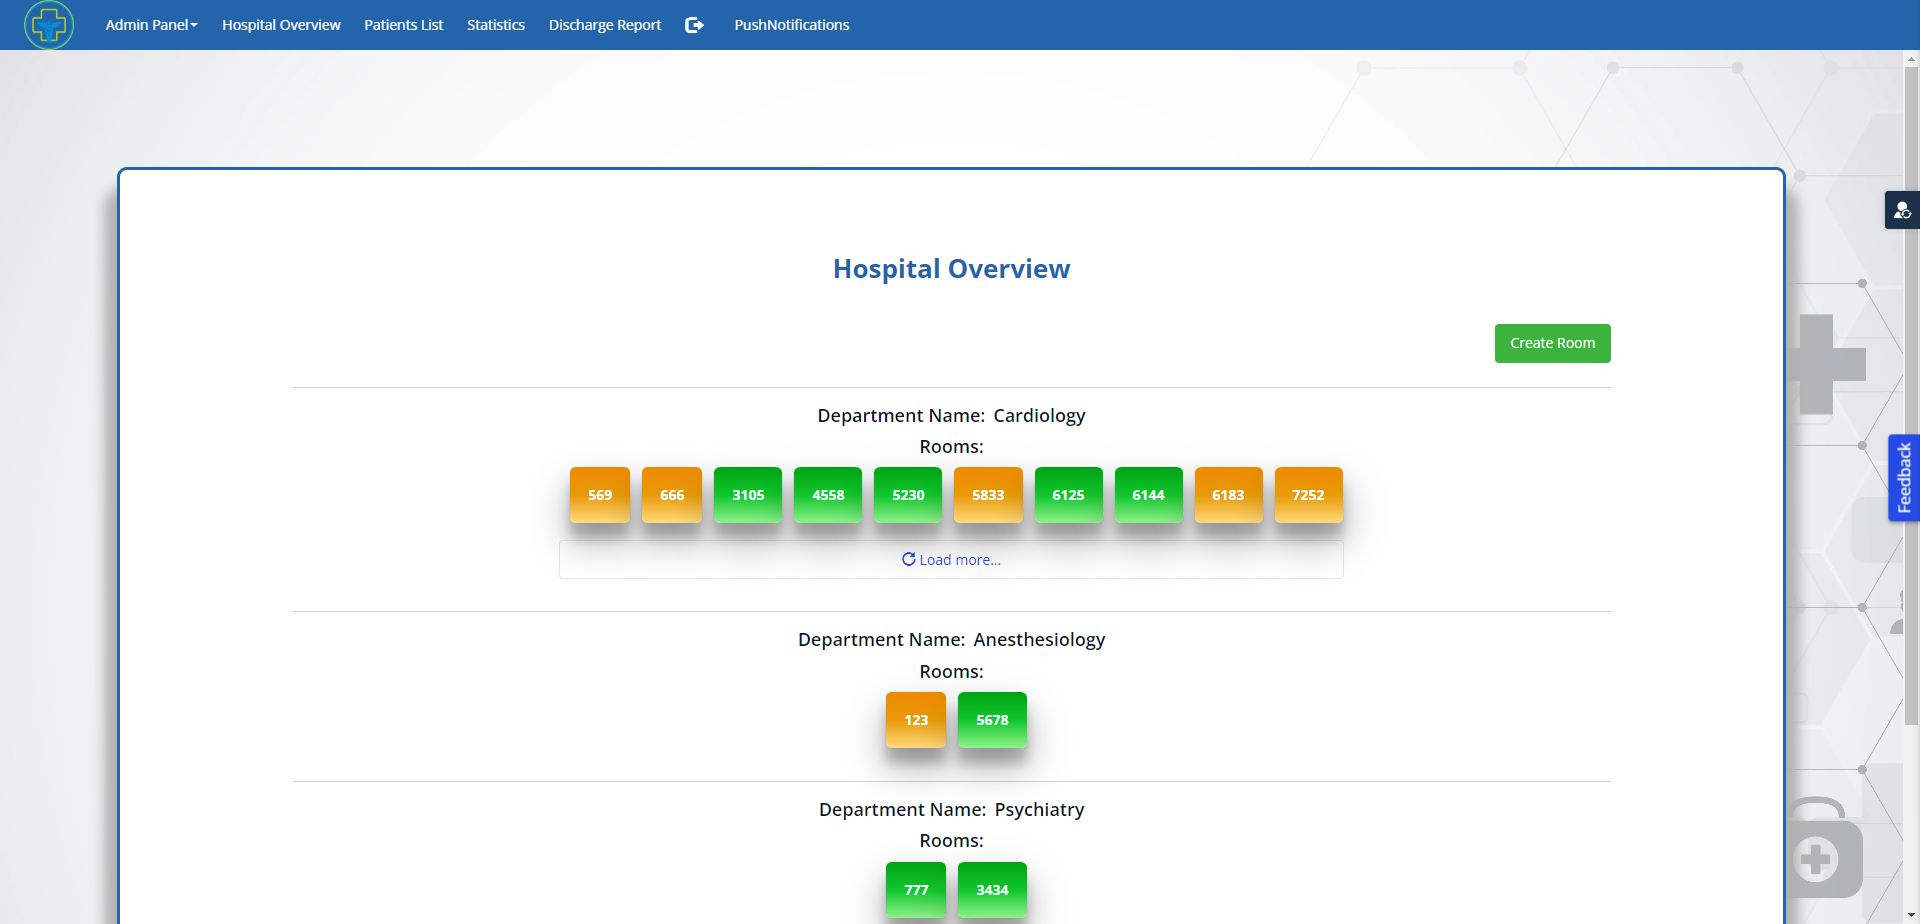 Admin Panel Hospital Overview Patients List Statistics Discharge Report PushNotifications
Hospital Overview
Create Room
Department Name: Cardiology
Rooms:
569 666 3105 4558 5230 5833 6125 6144 6183 7252
Load more...
Feedback
Department Name: Anesthesiology
Rooms:
123 5678
Department Name: Psychiatry
Rooms:
777 3434